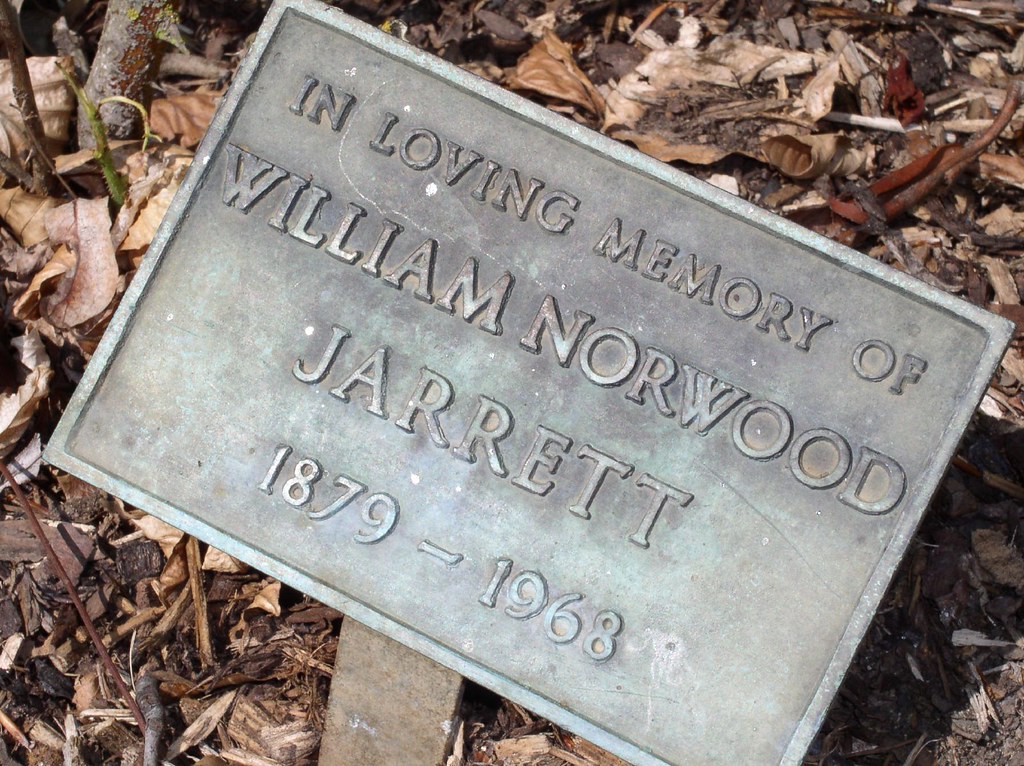 IN LOVING MEMORY OF
WILLIAM NORWOOD
JARRETT
1879 – 1968